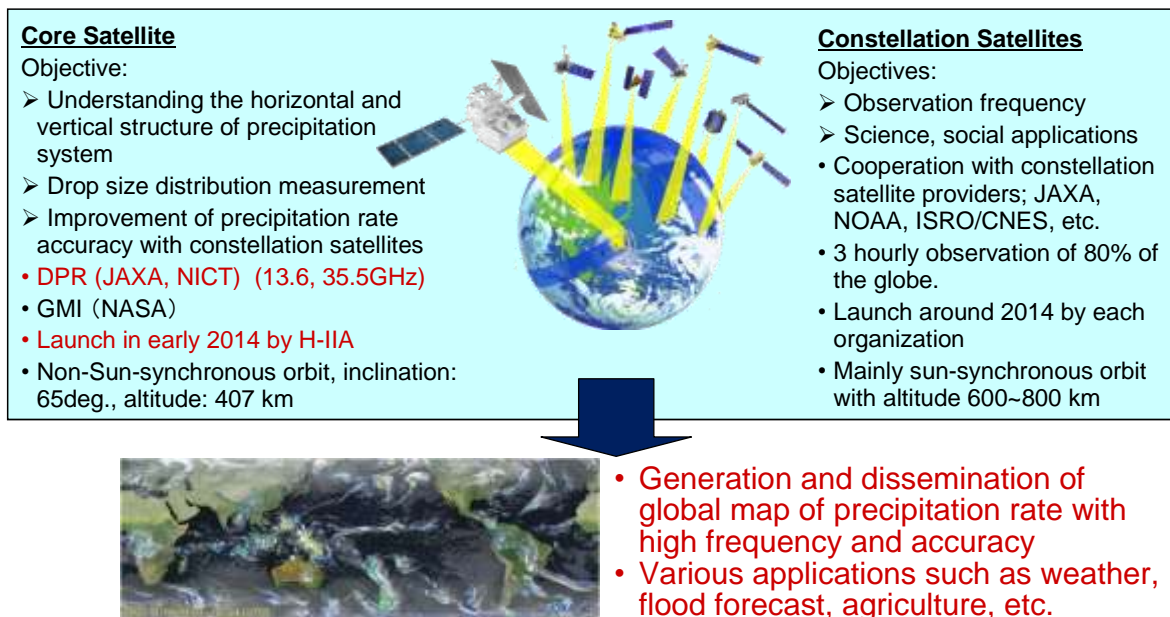 Core Satellite
Objective:
➢ Understanding the horizontal and
vertical structure of precipitation
system
➢ Drop size distribution measurement
➢ Improvement of precipitation rate
accuracy with constellation satellites
• DPR (JAXA, NICT) (13.6, 35.5GHz)
• GMI（NASA）
• Launch in early 2014 by H-IIA
• Non-Sun-synchronous orbit, inclination:
65deg., altitude: 407 km
Constellation Satellites
Objectives:
➢ Observation frequency
➢ Science, social applications
• Cooperation with constellation
satellite providers; JAXA,
NOAA, ISRO/CNES, etc.
• 3 hourly observation of 80% of
the globe.
• Launch around 2014 by each
organization
• Mainly sun-synchronous orbit
with altitude 600~800 km
• Generation and dissemination of
global map of precipitation rate with
high frequency and accuracy
• Various applications such as weather,
flood forecast, agriculture, etc.